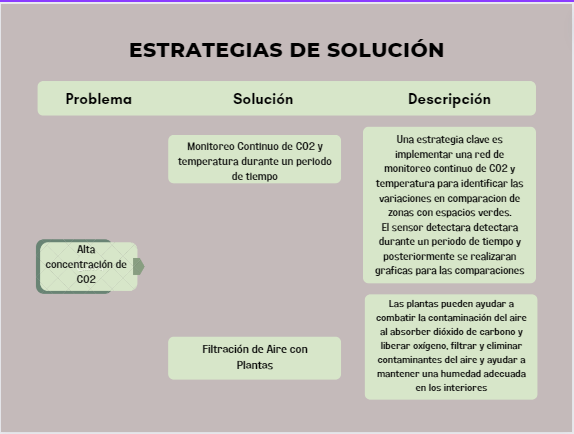 ESTRATEGIAS DE SOLUCIÓN
Problema
Solución
Descripción
Monitoreo Continuo de CO2 y
temperatura durante un periodo
de tiempo
Una estrategia clave es
implementar una red de
monitoreo continuo de CO2 y
temperatura para identificar las
variaciones en comparacion de
zonas con espacios verdes.
El sensor detectara detectara
durante un periodo de tiempo y
posteriormente se realizaran
graficas para las comparaciones
Alta
concentración de
CO2
Filtración de Aire con
Plantas
Las plantas pueden ayudar a
combatir la contaminación del aire
al absorber dióxido de carbono y
liberar oxígeno, filtrar y eliminar
contaminantes del aire y ayudar a
mantener una humedad adecuada
en los interiores